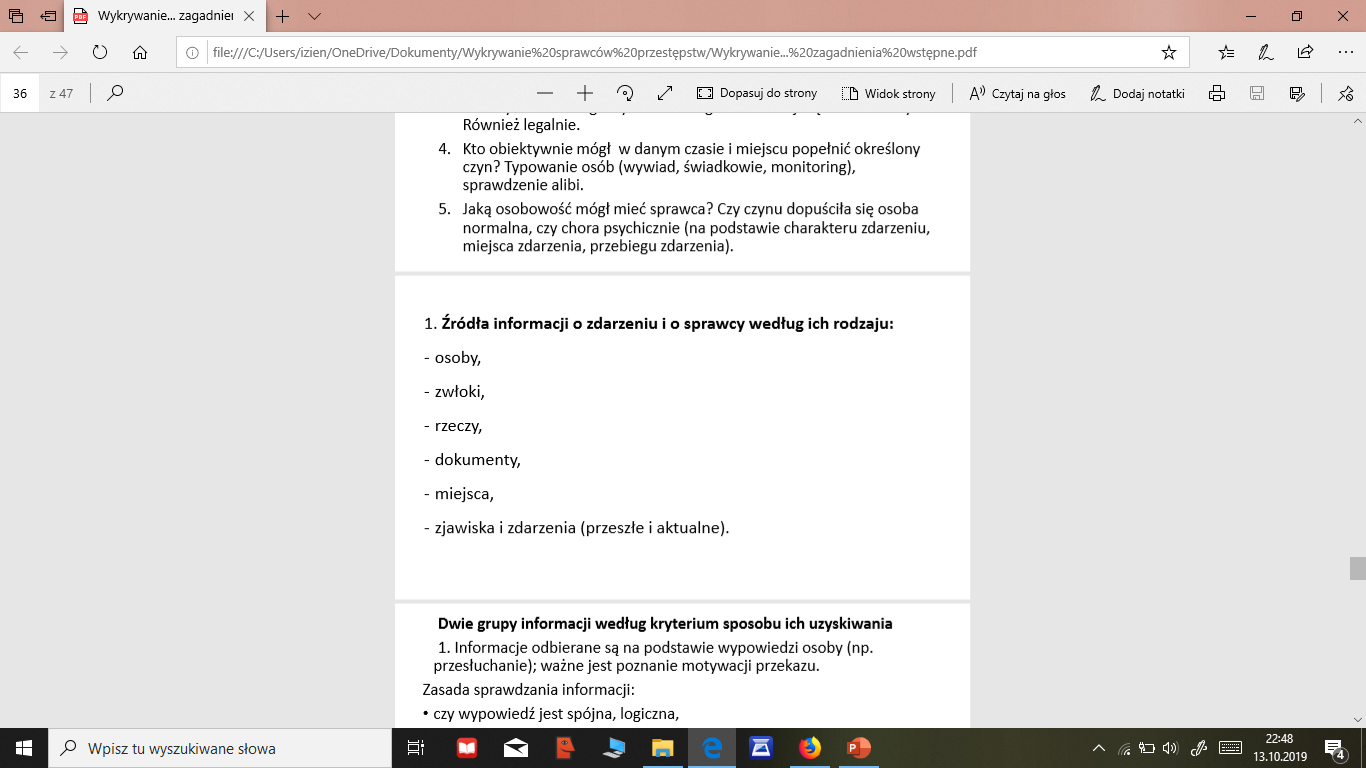 Wykrywanie... zagadnier
file:///C:/Users/izien/OneDrive/Dokumenty/Wykrywanie%20sprawców%20przestępstw/Wykrywanie...%20zagadnienia%20wstępne.pdf
36 z 47 Dopasuj do strony Widok strony Czytaj na głos Dodaj notatki
Również legalnie.
4. Kto obiektywnie mógł w danym czasie i miejscu popełnić określony
czyn? Typowanie osób (wywiad, świadkowie, monitoring),
sprawdzenie alibi.
5. Jaką osobowość mógł mieć sprawca? Czy czynu dopuściła się osoba
normalna, czy chora psychicznie (na podstawie charakteru zdarzeniu,
miejsca zdarzenia, przebiegu zdarzenia).
1. Źródła informacji o zdarzeniu i o sprawcy według ich rodzaju:
- osoby,
- zwłoki,
- rzeczy,
- dokumenty,
- miejsca,
- zjawiska i zdarzenia (przeszłe i aktualne).
Dwie grupy informacji według kryterium sposobu ich uzyskiwania
1. Informacje odbierane są na podstawie wypowiedzi osoby (np.
przesłuchanie); ważne jest poznanie motywacji przekazu.
Zasada sprawdzania informacji:
• czy wypowiedź jest spójna, logiczna,
Wpisz tu wyszukiwane słowa
22:48
13.10.2019
4